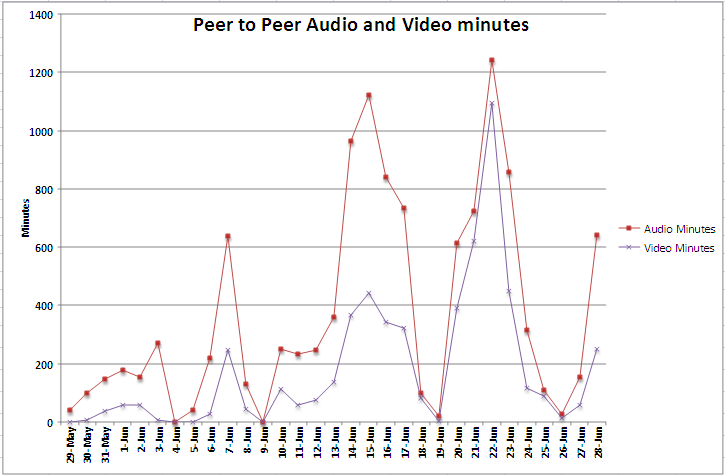 Peer to Peer Audio and Video minutes
1400
1200
1000
800
600
400
200
0
Minutes
29-May
30-May
31-May
1-Jun
2-Jun
3-Jun
4-Jun
5-Jun
6-Jun
7-Jun
8-Jun
9-Jun
10-Jun
11-Jun
12-Jun
13-Jun
14-Jun
15-Jun
16-Jun
17-Jun
18-Jun
19-Jun
20-Jun
21-Jun
22-Jun
23-Jun
24-Jun
25-Jun
26-Jun
27-Jun
28-Jun
Audio Minutes
Video Minutes